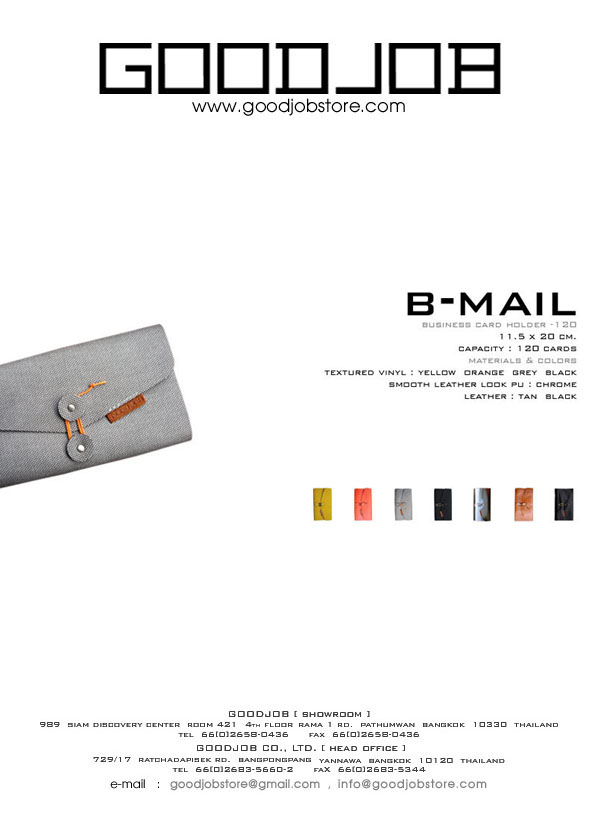 GOODJOB
www.goodjobstore.com
B-MAIL
BUSINESS CARD HOLDER -120
11.5 x 20 CM.
CAPACITY : 120 CARDS
MATERIALS & COLORS
TEXTURED VINYL : YELLOW ORANGE GREY BLACK
SMOOTH LEATHER LOOK PU : CHROME
LEATHER : TAN BLACK
GOODJOB
GOODJOB [ SHOWROOM ]
989 SIAM DISCOVERY CENTER ROOM 421 4TH FLOOR RAMA 1 RD. PATHUMWAN BANGKOK 10330 THAILAND
TEL 66(0)2658-0436 FAX 66(0)2658-0436
GOODJOB CO., LTD. [ HEAD OFFICE ]
729/17 RATCHADAPISEK RD. BANGPONGPANG YANNAWA BANGKOK 10120 THAILAND
TEL 66(0)2683-5660-2 FAX 66(0)2683-5344
e-mail : goodjobstore@gmail.com , info@goodjobstore.com